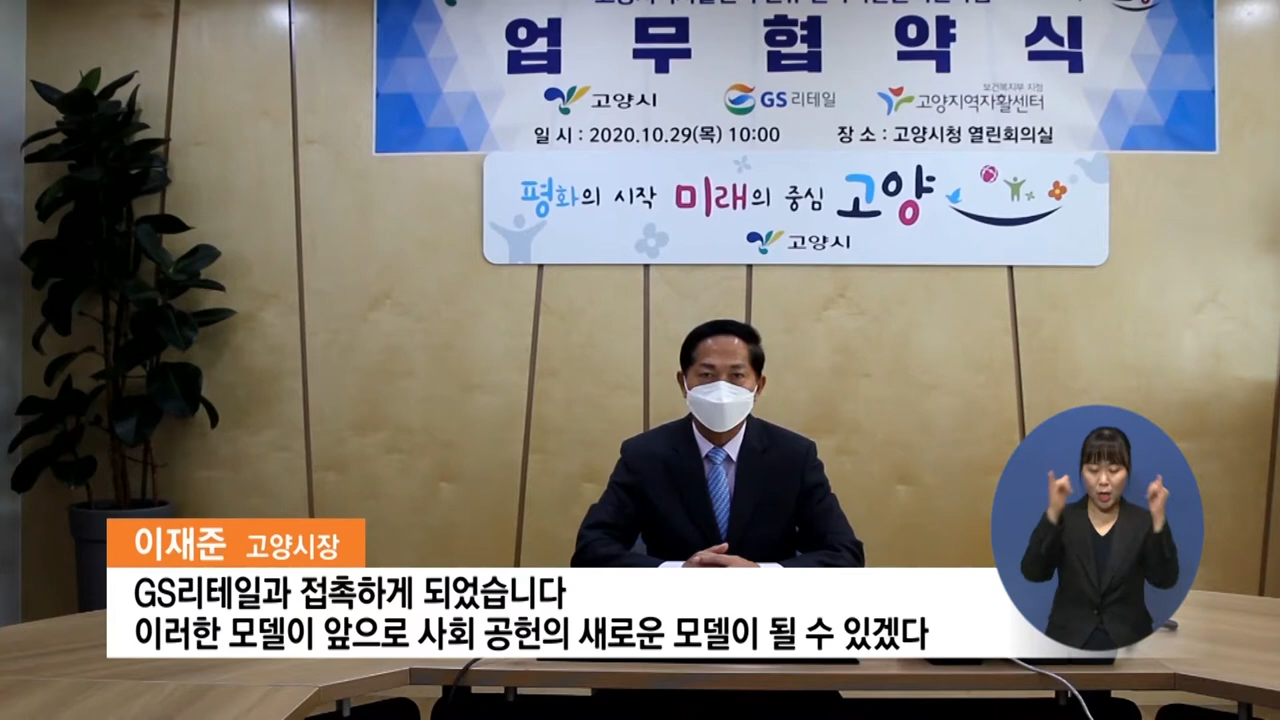 업무협약식
고양시 GS리테일 보건복지부 지정 고양지역자활센터
일 시 : 2020.10.29(목) 10:00 장 소 : 고양시청 열린회의실
평화의 시작 미래의 중심 고양
고양시
이재준 고양시장
GS리테일과 접촉하게 되었습니다
이러한 모델이 앞으로 사회 공헌의 새로운 모델이 될 수 있겠다